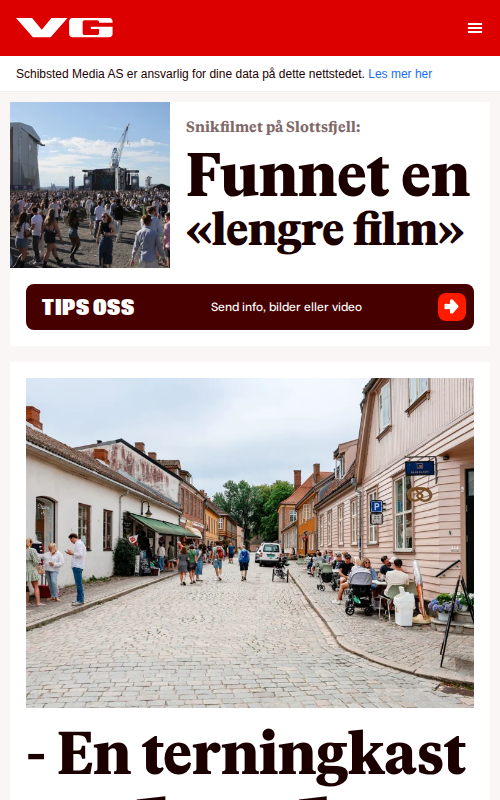 VG
Schibsted Media AS er ansvarlig for dine data på dette nettstedet. Les mer her
Snikfilmet på Slottsfjell:
Funnet en
«lengre film»
TIPS OSS
Send info, bilder eller video
P
- En terningkast